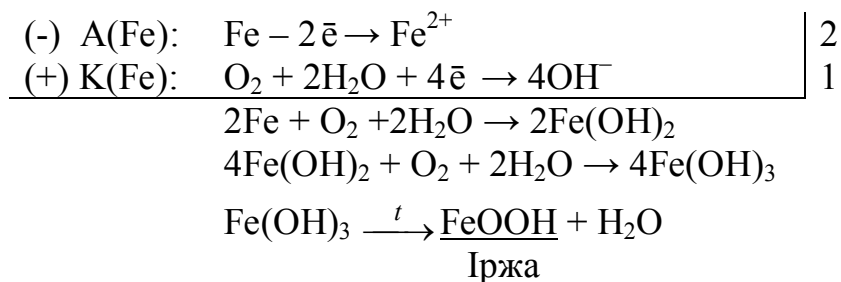 (-) A(Fe): Fe – 2ē → Fe²⁺ 2
(+) K(Fe): O₂ + 2H₂O + 4ē → 4OH⁻ 1
2Fe + O₂ +2H₂O → 2Fe(OH)₂
4Fe(OH)₂ + O₂ + 2H₂O → 4Fe(OH)₃
Fe(OH)₃ —t→ FeOOH + H₂O
Іржа